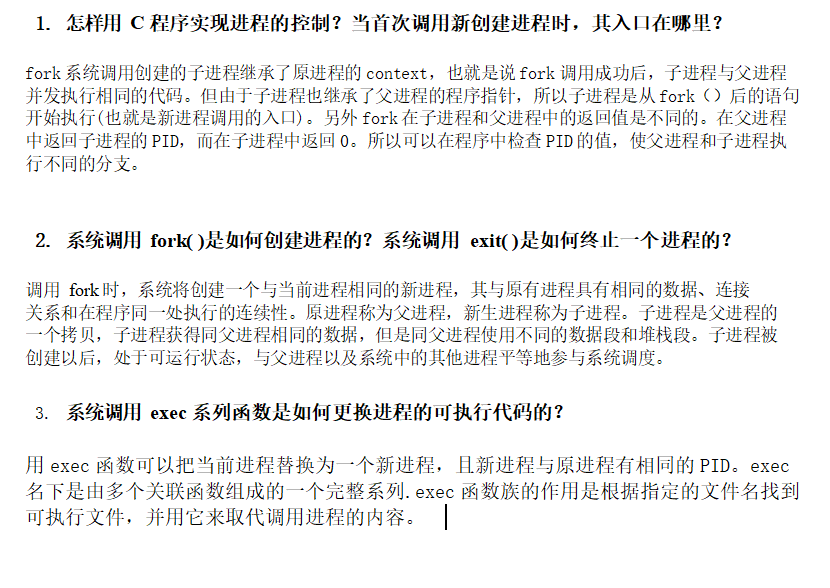 1. 怎样用 C 程序实现进程的控制？当首次调用新创建进程时，其入口在哪里？
fork 系统调用创建的子进程继承了原进程的 context，也就是说 fork 调用成功后，子进程与父进程
并发执行相同的代码。但由于子进程也继承了父进程的程序指针，所以子进程是从 fork（）后的语句
开始执行(也就是新进程调用的入口)。另外 fork 在子进程和父进程中的返回值是不同的。在父进程
中返回子进程的 PID，而在子进程中返回 0。所以可以在程序中检查 PID 的值，使父进程和子进程执
行不同的分支。
2. 系统调用 fork( )是如何创建进程的？系统调用 exit( )是如何终止一个进程的？
调用 fork 时，系统将创建一个与当前进程相同的新进程，其与原有进程具有相同的数据、连接
关系和在程序同一处执行的连续性。原进程称为父进程，新生进程称为子进程。子进程是父进程的
一个拷贝，子进程获得同父进程相同的数据，但是同父进程使用不同的数据段和堆栈段。子进程被
创建以后，处于可运行状态，与父进程以及系统中的其他进程平等地参与系统调度。
3. 系统调用 exec 系列函数是如何更换进程的可执行代码的？
用 exec 函数可以把当前进程替换为一个新进程，且新进程与原进程有相同的 PID。exec
名下是由多个关联函数组成的一个完整系列.exec 函数族的作用是根据指定的文件名找到
可执行文件，并用它来取代调用进程的内容。